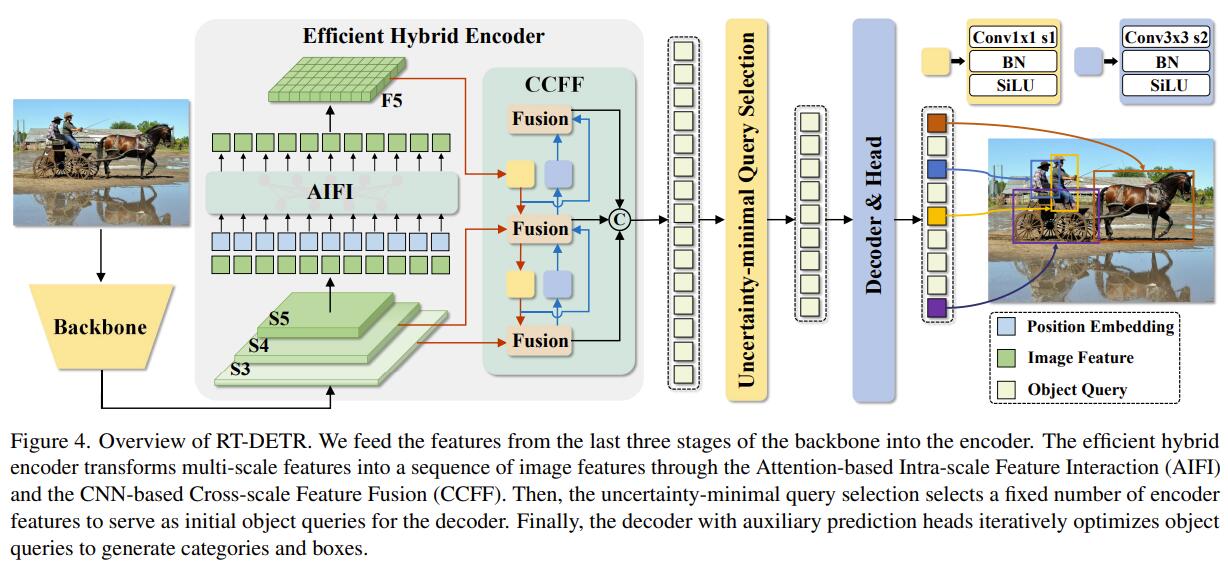 Efficient Hybrid Encoder
F5
CCFF
Fusion
AIFI
Fusion
Fusion
C
S5
S4
S3
Backbone
Uncertainty-minimal Query Selection
Decoder & Head
Conv1x1 s1
BN
SiLU
Conv3x3 s2
BN
SiLU
Position Embedding
Image Feature
Object Query
Figure 4. Overview of RT-DETR. We feed the features from the last three stages of the backbone into the encoder. The efficient hybrid
encoder transforms multi-scale features into a sequence of image features through the Attention-based Intra-scale Feature Interaction (AIFI)
and the CNN-based Cross-scale Feature Fusion (CCFF). Then, the uncertainty-minimal query selection selects a fixed number of encoder
features to serve as initial object queries for the decoder. Finally, the decoder with auxiliary prediction heads iteratively optimizes object
queries to generate categories and boxes.